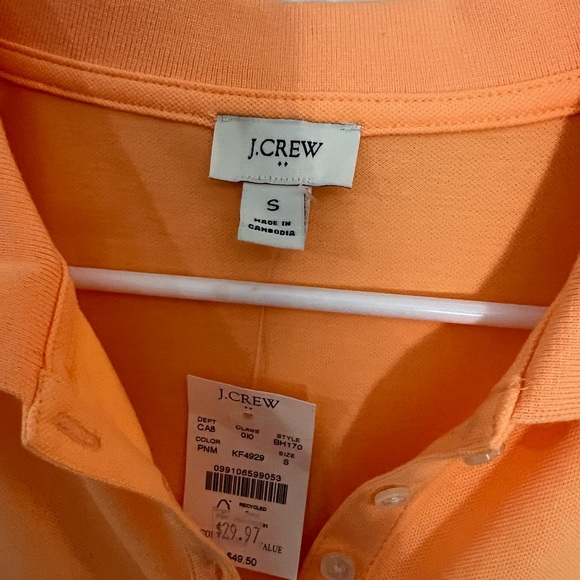 J.CREW
S
MADE IN
CAMBODIA
J.CREW
DEPT CLASS STYLE
CA8 010 BH170
COLOR SIZE
PNM KF4929 S
099106599053
RECYCLED
$29.97
VALUE
$49.50